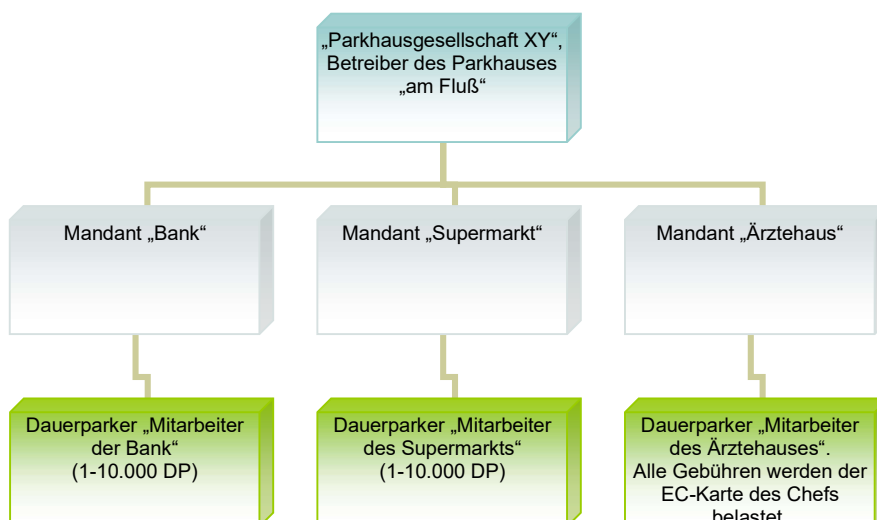 „Parkhausgesellschaft XY“,
Betreiber des Parkhauses
„am Fluß“
Mandant „Bank“
Mandant „Supermarkt“
Mandant „Ärztehaus“
Dauerparker „Mitarbeiter
der Bank“
(1-10.000 DP)
Dauerparker „Mitarbeiter
des Supermarkts“
(1-10.000 DP)
Dauerparker „Mitarbeiter
des Ärztehauses“.
Alle Gebühren werden der
EC-Karte des Chefs
belastet